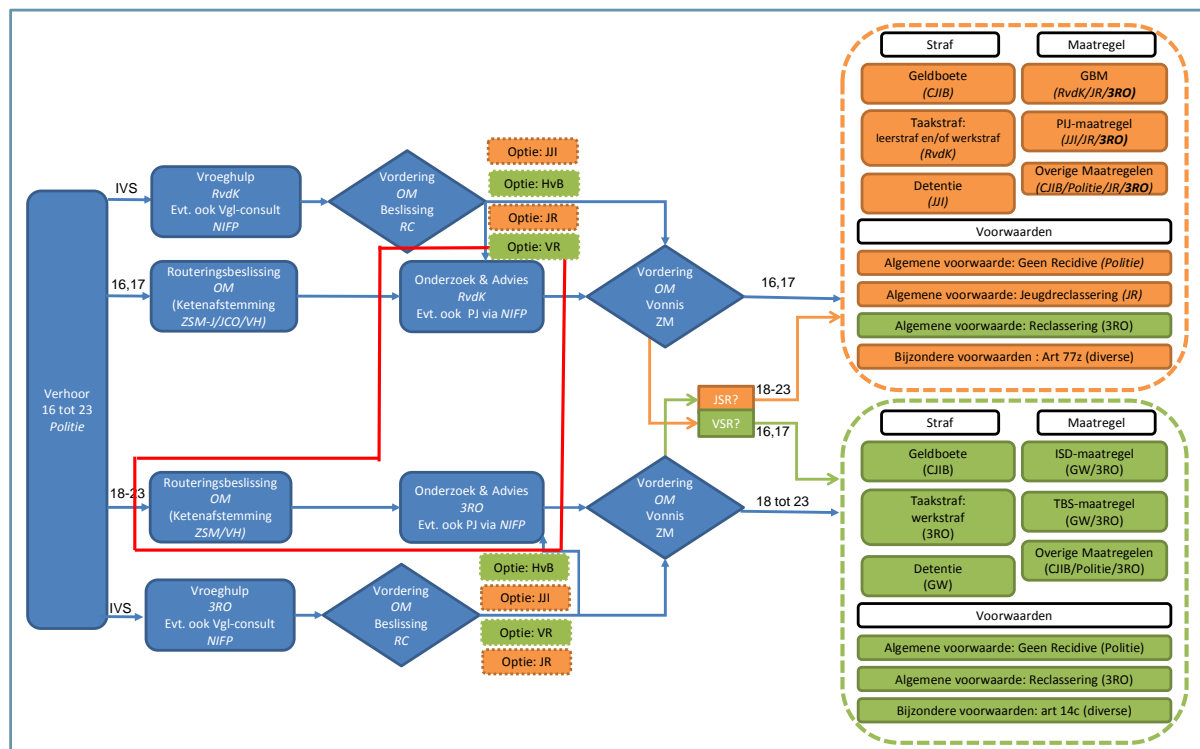 Verhoor
16 tot 23
Politie
IVS
Vroeghulp
RvdK
Evt. ook Vgl-consult
NIFP
Vordering
OM
Beslissing
RC
Optie: JJI
Optie: HvB
Optie: JR
Optie: VR
16,17
Routeringsbeslissing
OM
(Ketenafstemming
ZSM-J/JCO/VH)
Onderzoek & Advies
RvdK
Evt. ook PJ via NIFP
Vordering
OM
Vonnis
ZM
16,17
JSR?
VSR?
18-23
16,17
18-23
Routeringsbeslissing
OM
(Ketenafstemming
ZSM/VH)
Onderzoek & Advies
3RO
Evt. ook PJ via NIFP
Vordering
OM
Vonnis
ZM
18 tot 23
IVS
Vroeghulp
3RO
Evt. ook Vgl-consult
NIFP
Vordering
OM
Beslissing
RC
Optie: HvB
Optie: JJI
Optie: VR
Optie: JR
Straf
Maatregel
Geldboete
(CJIB)
GBM
(RvdK/JR/3RO)
Taakstraf:
leerstraf en/of werkstraf
(RvdK)
PIJ-maatregel
(JJI/JR/3RO)
Detentie
(JJI)
Overige Maatregelen
(CJIB/Politie/JR/3RO)
Voorwaarden
Algemene voorwaarde: Geen Recidive (Politie)
Algemene voorwaarde: Jeugdreclassering (JR)
Algemene voorwaarde: Reclassering (3RO)
Bijzondere voorwaarden : Art 77z (diverse)
Straf
Maatregel
Geldboete
(CJIB)
ISD-maatregel
(GW/3RO)
Taakstraf:
werkstraf
(3RO)
TBS-maatregel
(GW/3RO)
Detentie
(GW)
Overige Maatregelen
(CJIB/Politie/3RO)
Voorwaarden
Algemene voorwaarde: Geen Recidive (Politie)
Algemene voorwaarde: Reclassering (3RO)
Bijzondere voorwaarden: art 14c (diverse)